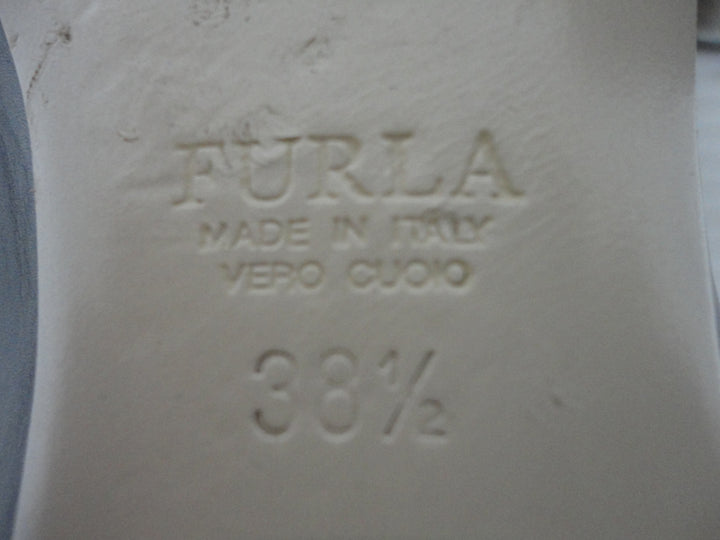 FURLA
MADE IN ITALY
VERO CUOIO
38½